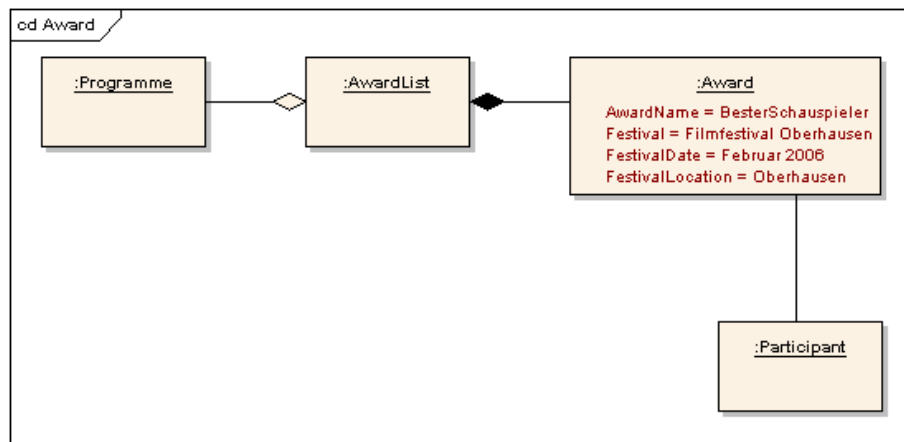 cd Award
:Programme
:AwardList
:Award
AwardName = BesterSchauspieler
Festival = Filmfestival Oberhausen
FestivalDate = Februar 2006
FestivalLocation = Oberhausen
:Participant